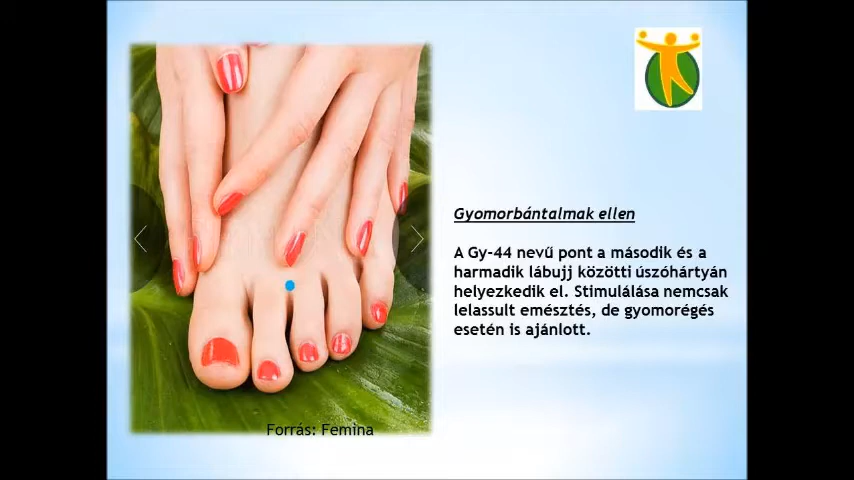 Gyomorbántalmak ellen
A Gy-44 nevű pont a második és a
harmadik lábujj közötti úszóhártyán
helyezkedik el. Stimulálása nemcsak
lelassult emésztés, de gyomorégés
esetén is ajánlott.
Forrás: Femina